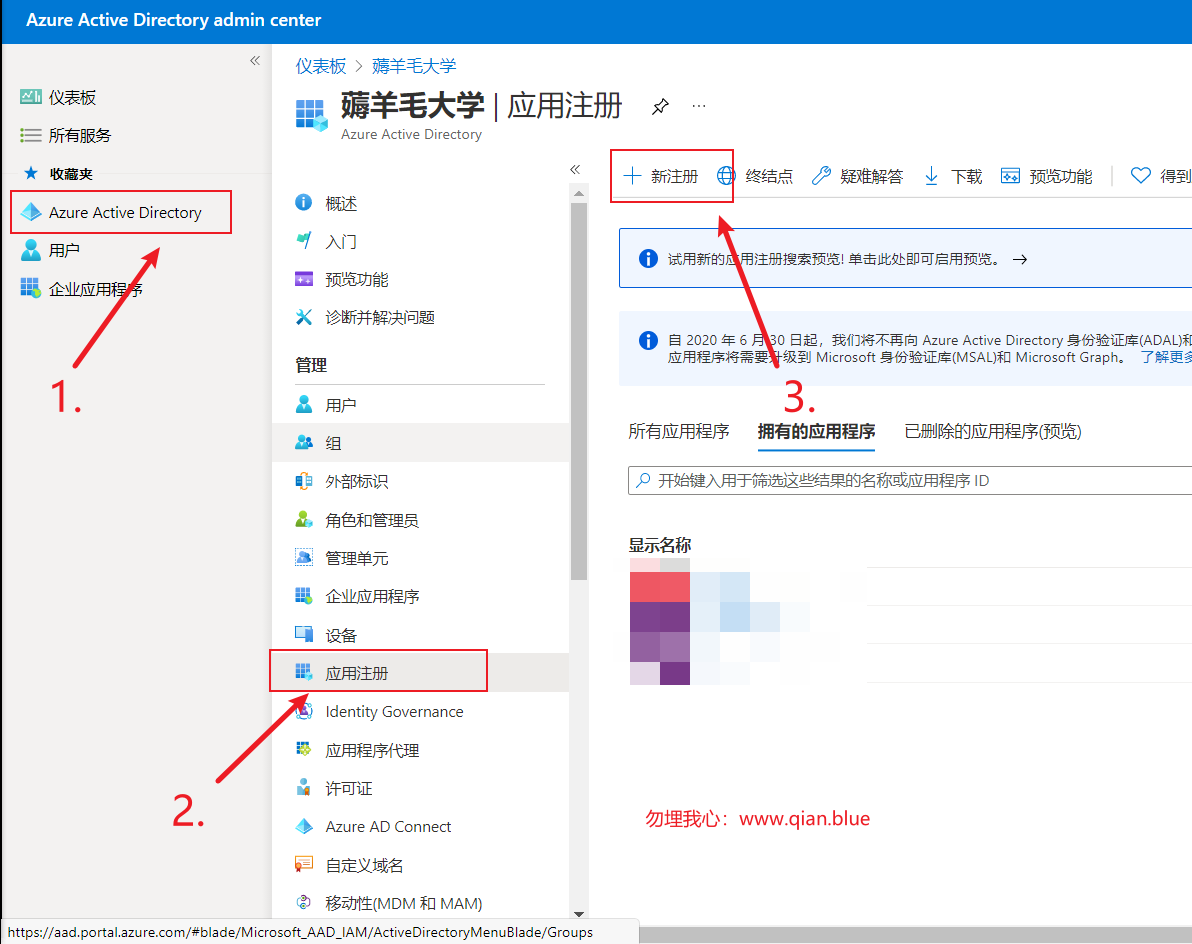 Azure Active Directory admin center
仪表板
所有服务
收藏夹
Azure Active Directory
用户
企业应用程序
1.
仪表板 > 薅羊毛大学
薅羊毛大学 | 应用注册
Azure Active Directory
概述
入门
预览功能
诊断并解决问题
管理
用户
组
外部标识
角色和管理员
管理单元
企业应用程序
设备
应用注册
Identity Governance
应用程序代理
许可证
Azure AD Connect
自定义域名
移动性(MDM 和 MAM)
2.
新注册 终结点 疑难解答 下载 预览功能 得到
试用新的应用注册搜索预览! 单击此处即可启用预览。 →
自 2020 年 6 月 30 日起，我们将不再向 Azure Active Directory 身份验证库(ADAL)和
应用程序将需要升级到 Microsoft 身份验证库(MSAL)和 Microsoft Graph。 了解更多
3.
所有应用程序 拥有的应用程序 已删除的应用程序(预览)
开始键入用于筛选这些结果的名称或应用程序 ID
显示名称
勿埋我心：www.qian.blue
https://aad.portal.azure.com/#blade/Microsoft_AAD_IAM/ActiveDirectoryMenuBlade/Groups